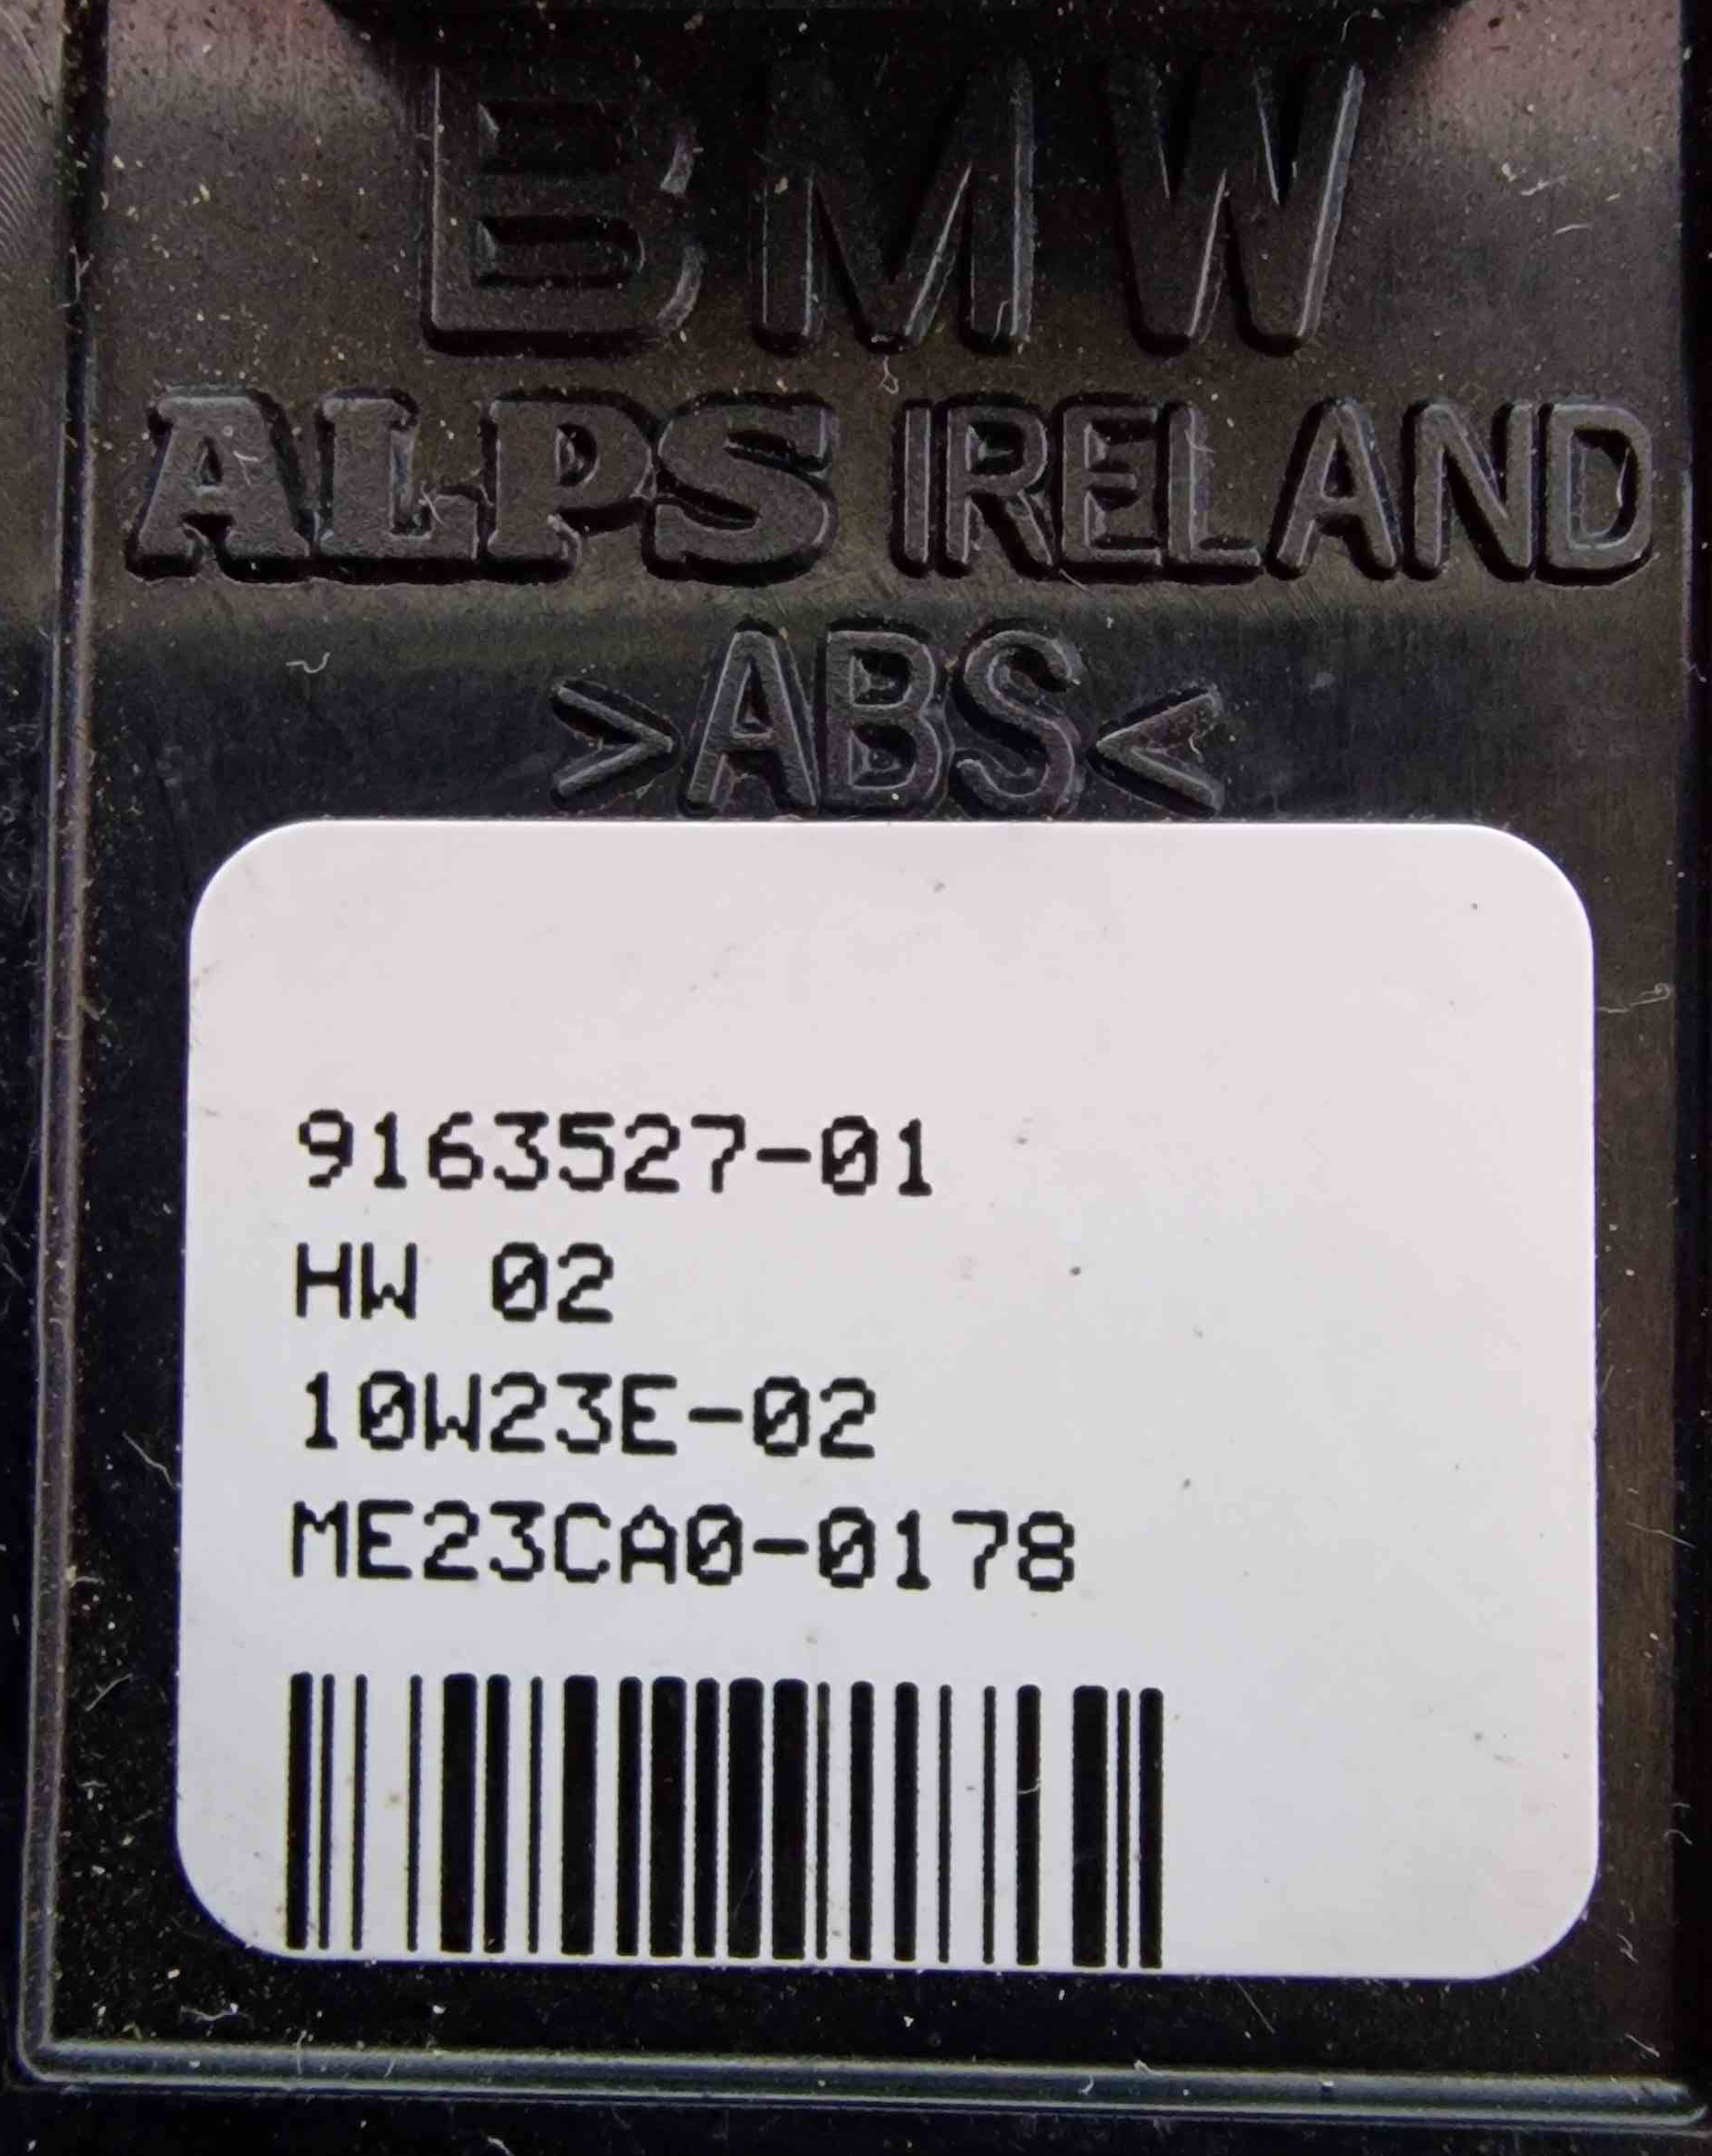 BMW
ALPS IRELAND
>ABS<
9163527-01
HW 02
10W23E-02
ME23CA0-0178